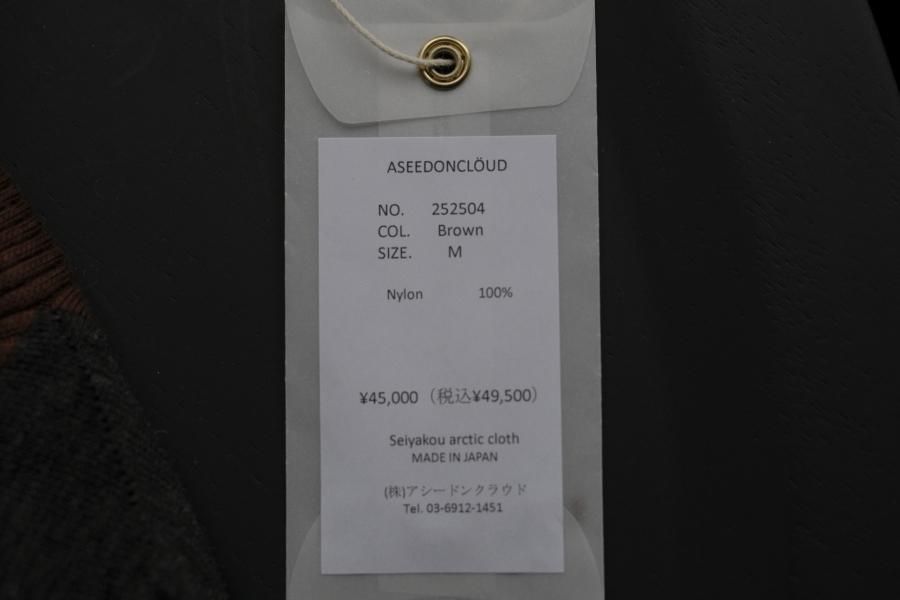 ASEEDONCLÖUD
NO. 252504
COL. Brown
SIZE. M
Nylon 100%
¥45,000（税込¥49,500）
Seiyakou arctic cloth
MADE IN JAPAN
(株)アシードンクラウド
Tel. 03-6912-1451